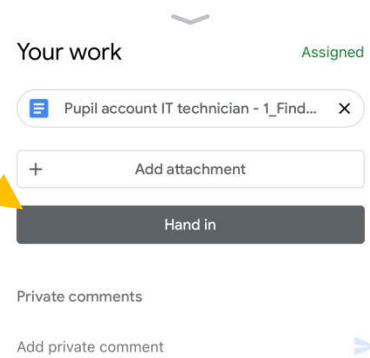 Your work
Assigned
Pupil account IT technician - 1_Find...
Add attachment
Hand in
Private comments
Add private comment